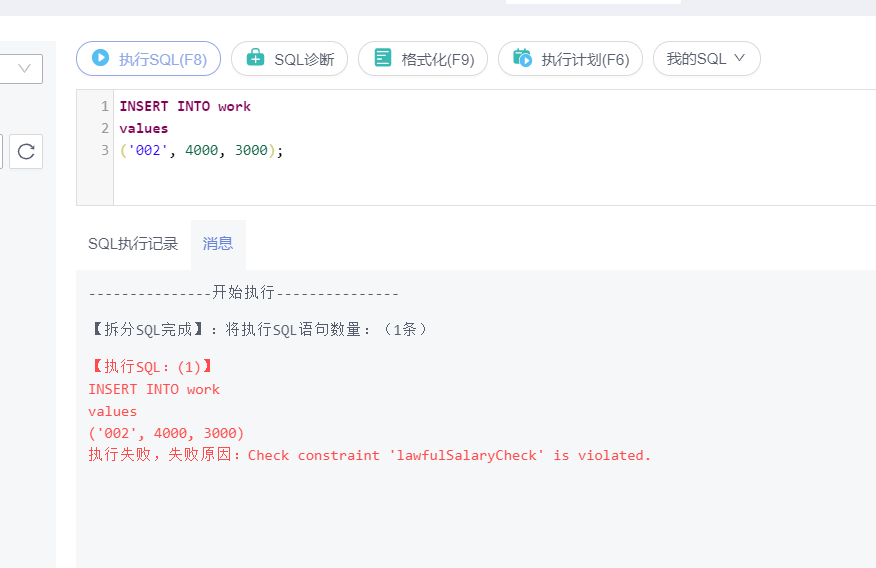 执行SQL(F8) SQL诊断 格式化(F9) 执行计划(F6) 我的SQL
1 INSERT INTO work
2 values
3 ('002', 4000, 3000);
SQL执行记录 消息
---------------开始执行---------------
【拆分SQL完成】：将执行SQL语句数量：（1条）
【执行SQL：(1)】
INSERT INTO work
values
('002', 4000, 3000)
执行失败，失败原因：Check constraint 'lawfulSalaryCheck' is violated.